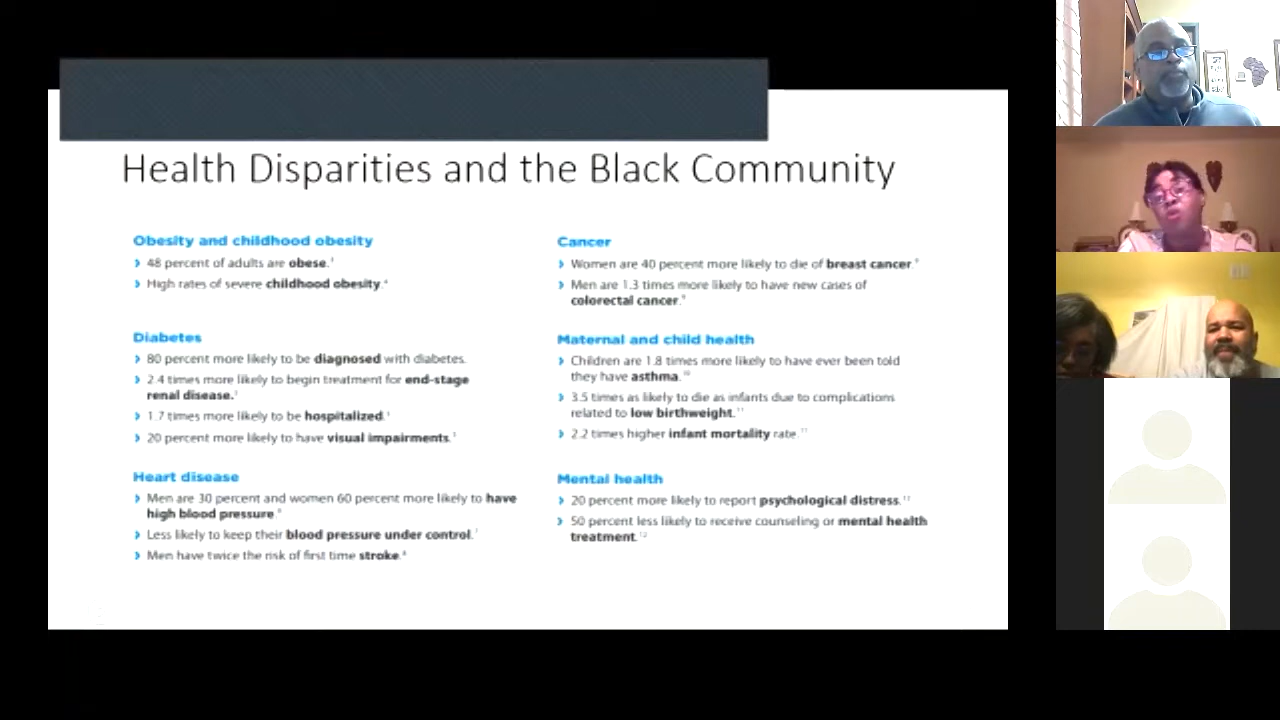 Health Disparities and the Black Community
Obesity and childhood obesity
› 48 percent of adults are obese.
› High rates of severe childhood obesity.
Diabetes
› 80 percent more likely to be diagnosed with diabetes.
› 2.4 times more likely to begin treatment for end-stage
renal disease.
› 1.7 times more likely to be hospitalized.
› 20 percent more likely to have visual impairments.
Heart disease
› Men are 30 percent and women 60 percent more likely to have
high blood pressure.
› Less likely to keep their blood pressure under control.
› Men have twice the risk of first time stroke.
Cancer
› Women are 40 percent more likely to die of breast cancer.
› Men are 1.3 times more likely to have new cases of
colorectal cancer.
Maternal and child health
› Children are 1.8 times more likely to have ever been told
they have asthma.
› 3.5 times as likely to die as infants due to complications
related to low birthweight.
› 2.2 times higher infant mortality rate.
Mental health
› 20 percent more likely to report psychological distress.
› 50 percent less likely to receive counseling or mental health
treatment.